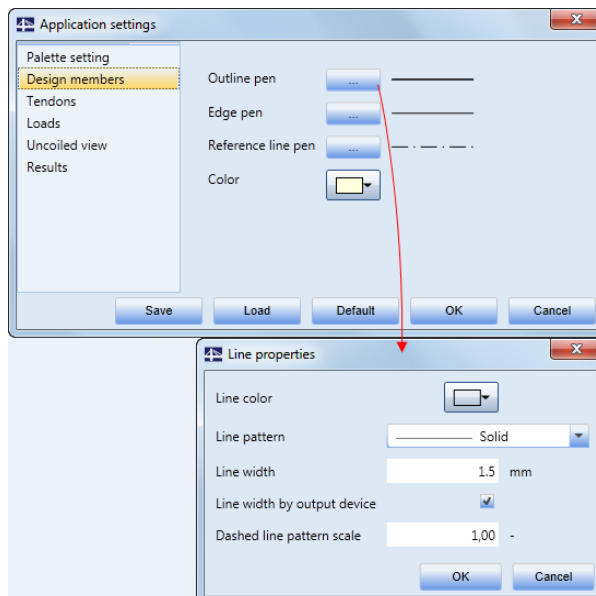 Application settings
x
Palette setting
Design members
Tendons
Loads
Uncoiled view
Results
Outline pen ...
Edge pen ...
Reference line pen ...
Color
Save Load Default OK Cancel
Line properties
x
Line color
Line pattern Solid
Line width 1.5 mm
Line width by output device
Dashed line pattern scale 1,00 -
OK Cancel